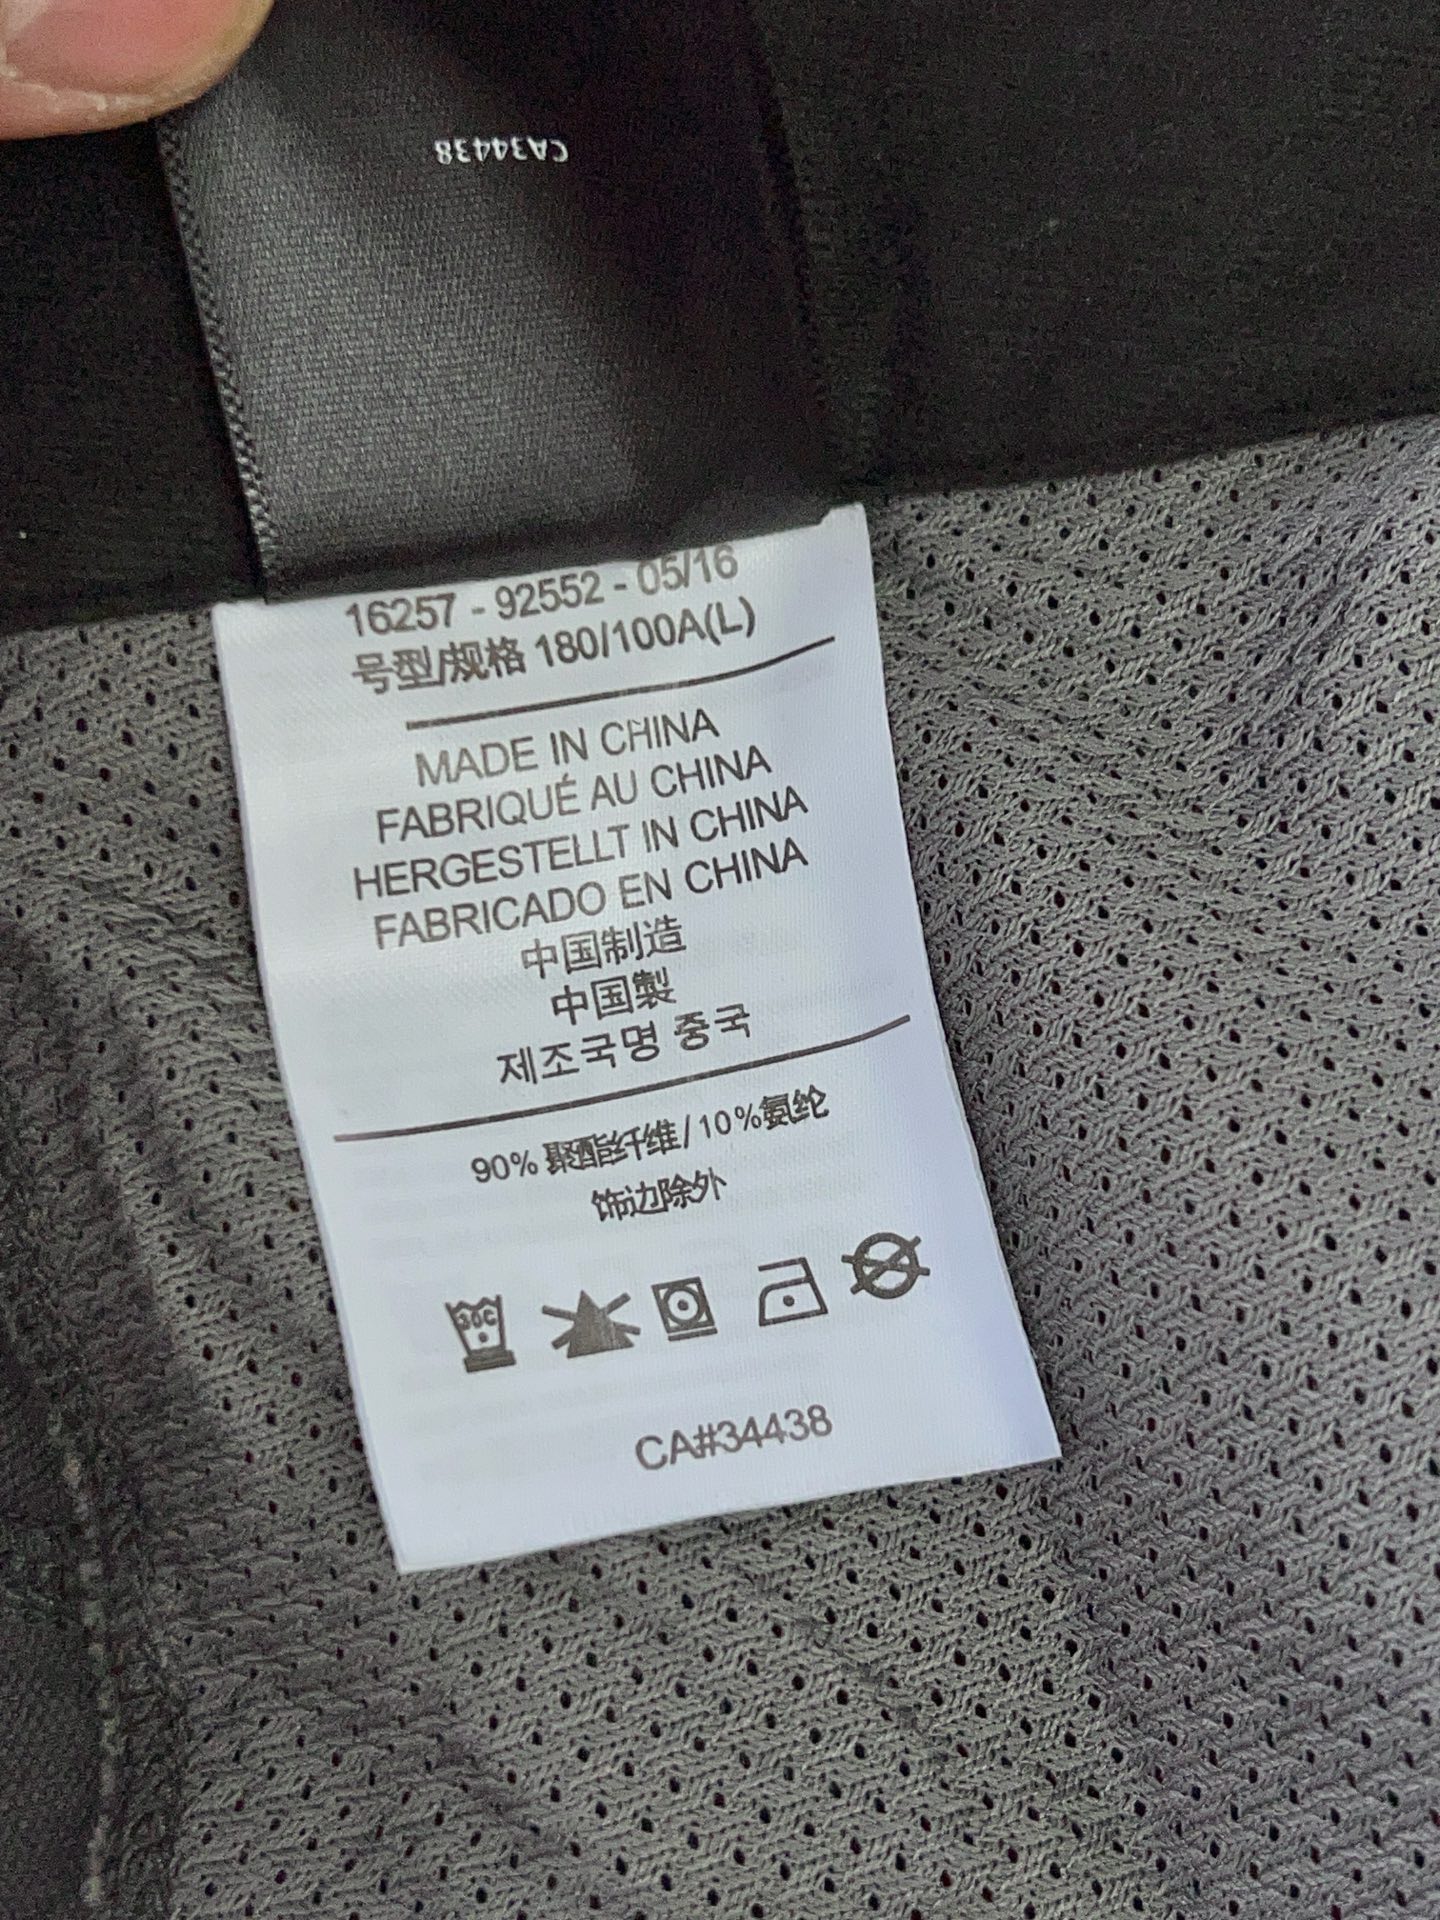 CA34438
16257 - 92552 - 05/16
号型/规格 180/100A(L)
MADE IN CHINA
FABRIQUÉ AU CHINA
HERGESTELLT IN CHINA
FABRICADO EN CHINA
中国制造
中国製
제조국명 중국
90% 聚酯纤维/10%氨纶
饰边除外
30C
CA#34438